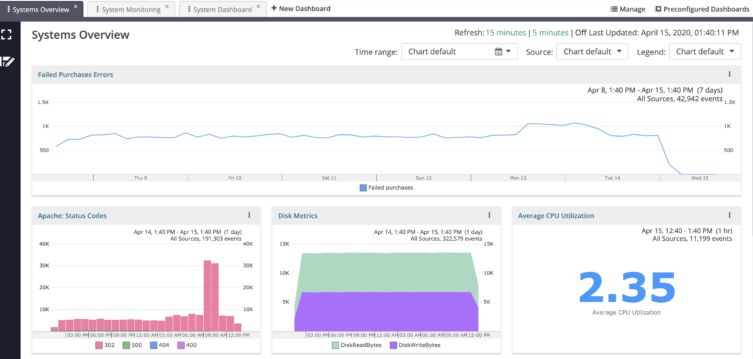 Systems Overview × System Monitoring × System Dashboard × + New Dashboard Manage Preconfigured Dashboards
Systems Overview
Refresh: 15 minutes | 5 minutes | Off Last Updated: April 15, 2020, 01:40:11 PM
Time range: Chart default Source: Chart default Legend: Chart default
Failed Purchases Errors
Apr 8, 1:40 PM - Apr 15, 1:40 PM (7 days)
All Sources, 42,942 events
1.5K 1.5K
1K 1K
500 500
Thu 9 Fri 10 Sat 11 Sun 12 Mon 13 Tue 14 Wed 15
Failed purchases
Apache: Status Codes
Apr 14, 1:40 PM - Apr 15, 1:40 PM (1 day)
All Sources, 191,303 events
40K 40K
30K 30K
20K 20K
10K 10K
03:00 PM 06:00 PM 09:00 PM 12:00 AM 03:00 AM 06:00 AM 09:00 AM 12:00 PM
302 500 404 400
Disk Metrics
Apr 14, 1:40 PM - Apr 15, 1:40 PM (1 day)
All Sources, 322,579 events
15K 15K
10K 10K
5K 5K
03:00 PM 06:00 PM 09:00 PM 12:00 AM 03:00 AM 06:00 AM 09:00 AM 12:00 PM
DiskReadBytes DiskWriteBytes
Average CPU Utilization
Apr 15, 12:40 - 1:40 PM (1 hr)
All Sources, 11,199 events
2.35
Average CPU Utilization